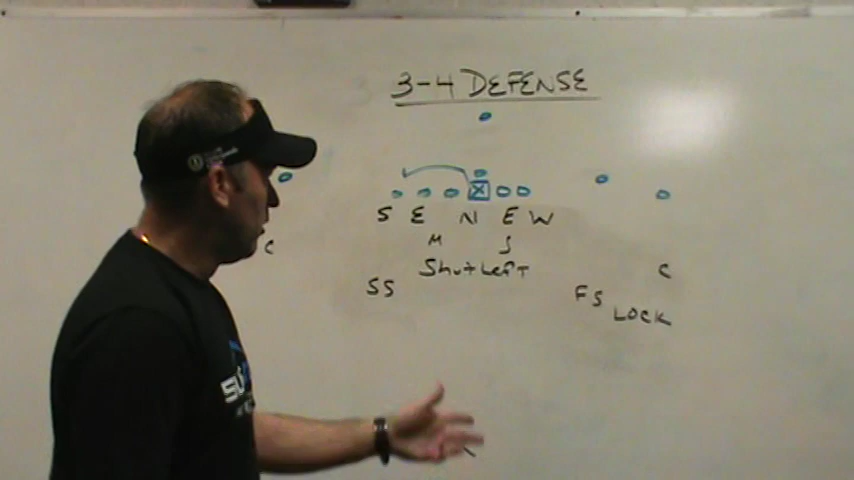 3-4 DEFENSE
X
S E N E W
M J
C
Shut Left
C
SS
FS
LOCK